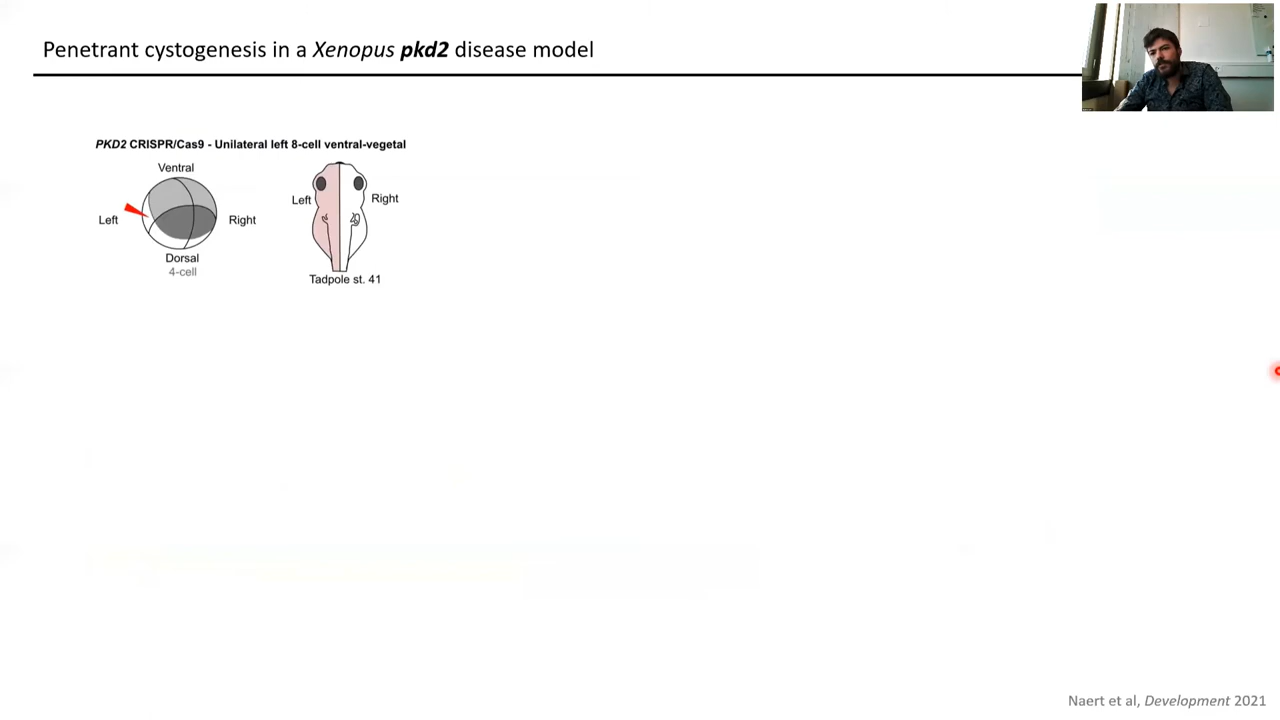 Penetrant cystogenesis in a Xenopus pkd2 disease model
PKD2 CRISPR/Cas9 - Unilateral left 8-cell ventral-vegetal
Ventral
Left
Right
Dorsal
4-cell
Left
Right
Tadpole st. 41
Naert et al, Development 2021